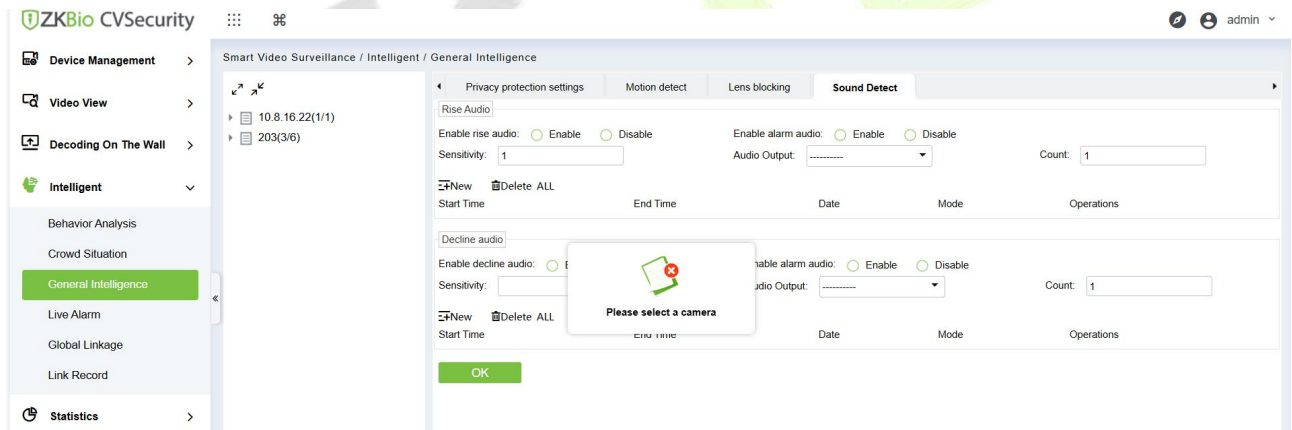 ZKBio CVSecurity
admin
Device Management
Video View
Decoding On The Wall
Intelligent
Behavior Analysis
Crowd Situation
General Intelligence
Live Alarm
Global Linkage
Link Record
Statistics
Smart Video Surveillance / Intelligent / General Intelligence
10.8.16.22(1/1)
203(3/6)
Privacy protection settings Motion detect Lens blocking Sound Detect
Rise Audio
Enable rise audio: Enable Disable Enable alarm audio: Enable Disable
Sensitivity: 1 Audio Output: ---------- Count: 1
New Delete ALL
Start Time End Time Date Mode Operations
Decline audio
Enable decline audio: nable alarm audio: Enable Disable
Sensitivity: udio Output: ---------- Count: 1
New Delete ALL
Start Time End Time Date Mode Operations
Please select a camera
OK